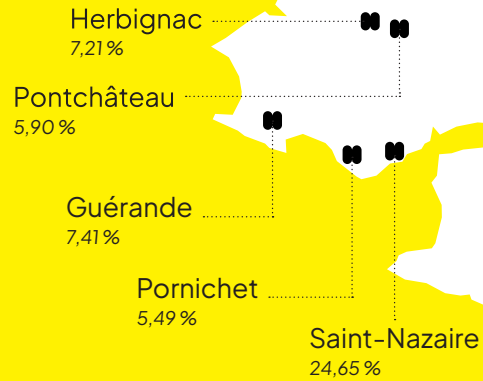 Herbignac
7,21 %
Pontchâteau
5,90 %
Guérande
7,41 %
Pornichet
5,49 %
Saint-Nazaire
24,65 %